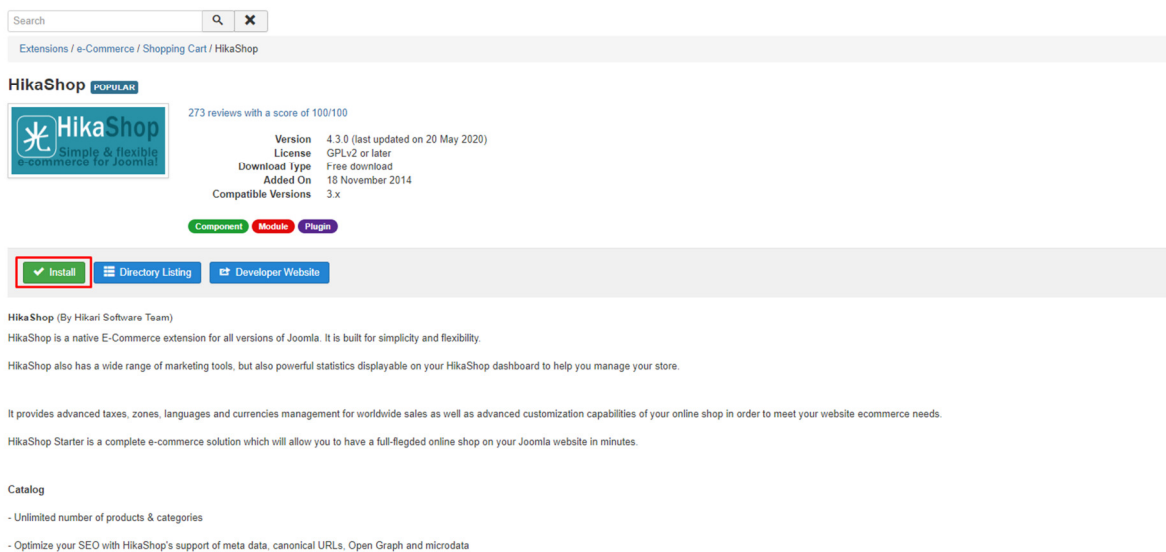 Search
Extensions / e-Commerce / Shopping Cart / HikaShop
HikaShop POPULAR
光 HikaShop
Simple & flexible
e-commerce for Joomla!
273 reviews with a score of 100/100
Version 4.3.0 (last updated on 20 May 2020)
License GPLv2 or later
Download Type Free download
Added On 18 November 2014
Compatible Versions 3.x
Component Module Plugin
Install Directory Listing Developer Website
HikaShop (By Hikari Software Team)
HikaShop is a native E-Commerce extension for all versions of Joomla. It is built for simplicity and flexibility.
HikaShop also has a wide range of marketing tools, but also powerful statistics displayable on your HikaShop dashboard to help you manage your store.
It provides advanced taxes, zones, languages and currencies management for worldwide sales as well as advanced customization capabilities of your online shop in order to meet your website ecommerce needs.
HikaShop Starter is a complete e-commerce solution which will allow you to have a full-flegded online shop on your Joomla website in minutes.
Catalog
- Unlimited number of products & categories
- Optimize your SEO with HikaShop's support of meta data, canonical URLs, Open Graph and microdata